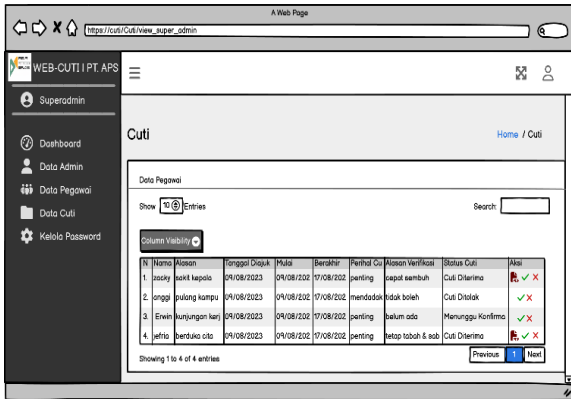 A Web Page
https://cuti/Cuti/view_super_admin
WEB-CUTI I PT. APS
Superadmin
Dashboard
Data Admin
Data Pegawai
Data Cuti
Kelola Password
Cuti
Home / Cuti
Data Pegawai
Show 10 Entries
Search:
Column Visibility
N Nama Alasan Tanggal Diajuk Mulai Berakhir Perihal Cu Alasan Verifikasi Status Cuti Aksi
1. zacky sakit kepala 09/08/2023 09/08/202 17/08/202 penting cepat sembuh Cuti Diterima
2. anggi pulang kampu 09/08/2023 09/08/202 17/08/202 mendadak tidak boleh Cuti Ditolak
3. Erwin kunjungan kerj 09/08/2023 09/08/202 17/08/202 penting belum ada Menunggu Konfirma
4. jefria berduka cita 09/08/2023 09/08/202 17/08/202 penting tetap tabah & sab Cuti Diterima
Showing 1 to 4 of 4 entries
Previous 1 Next